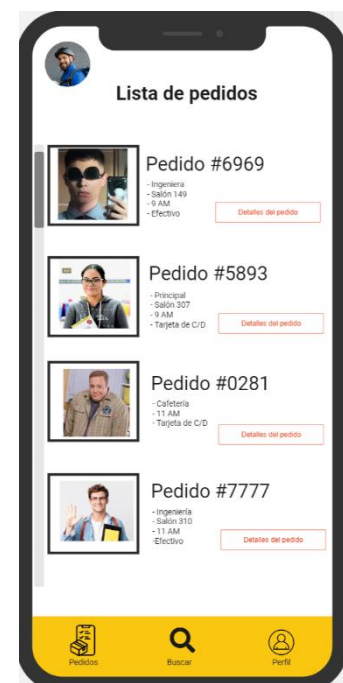 Lista de pedidos
Pedido #6969
- Ingeniera
- Salón 149
- 9 AM
- Efectivo
Detalles del pedido
Pedido #5893
- Principal
- Salón 307
- 9 AM
- Tarjeta de C/D
Detalles del pedido
Pedido #0281
- Cafetería
- 11 AM
- Tarjeta de C/D
Detalles del pedido
Pedido #7777
- Ingeniería
- Salón 310
- 11 AM
-Efectivo
Detalles del pedido
Pedidos
Buscar
Perfil